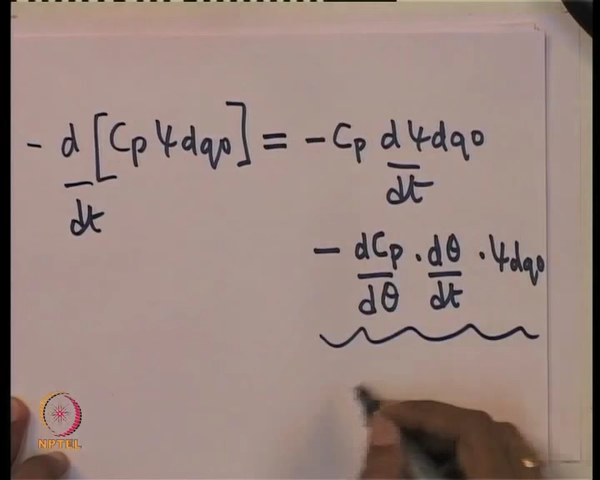 - d/dt [Cp Ψdq0] = - Cp dΨdq0/dt
- dCp/dθ · dθ/dt · Ψdq0
NPTEL